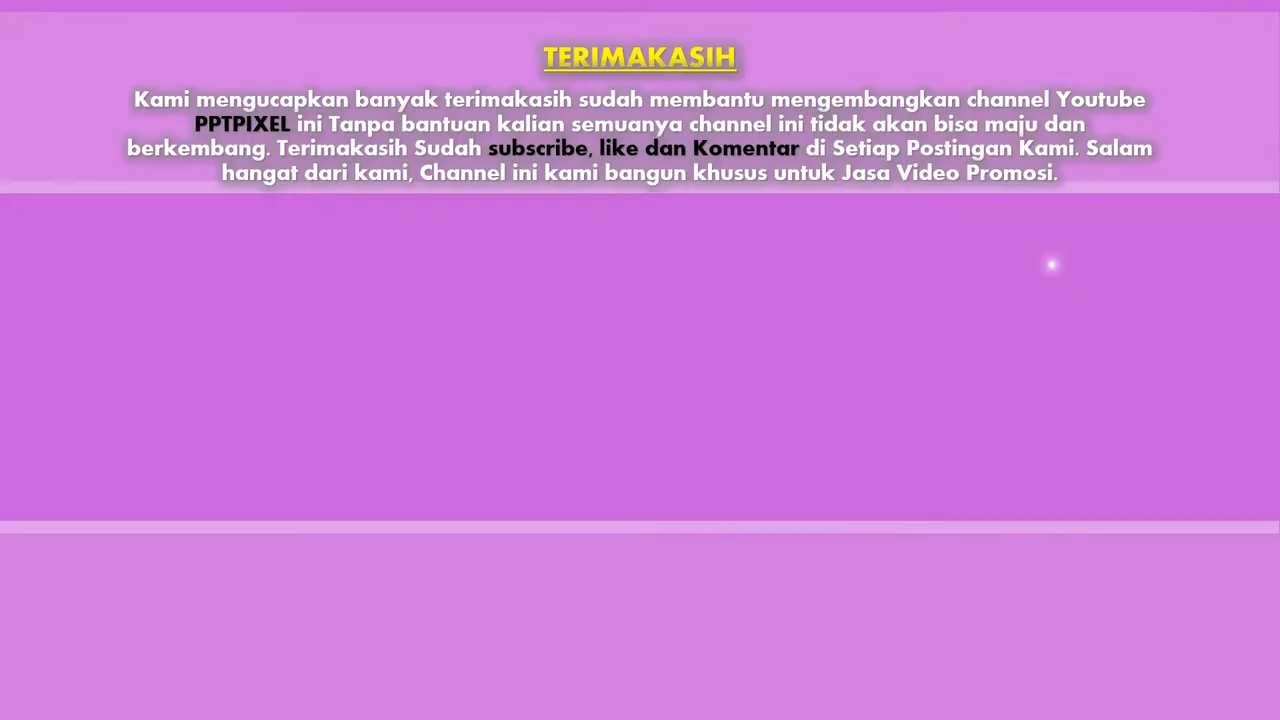 TERIMAKASIH
Kami mengucapkan banyak terimakasih sudah membantu mengembangkan channel Youtube
PPTPIXEL ini Tanpa bantuan kalian semuanya channel ini tidak akan bisa maju dan
berkembang. Terimakasih Sudah subscribe, like dan Komentar di Setiap Postingan Kami. Salam
hangat dari kami, Channel ini kami bangun khusus untuk Jasa Video Promosi.